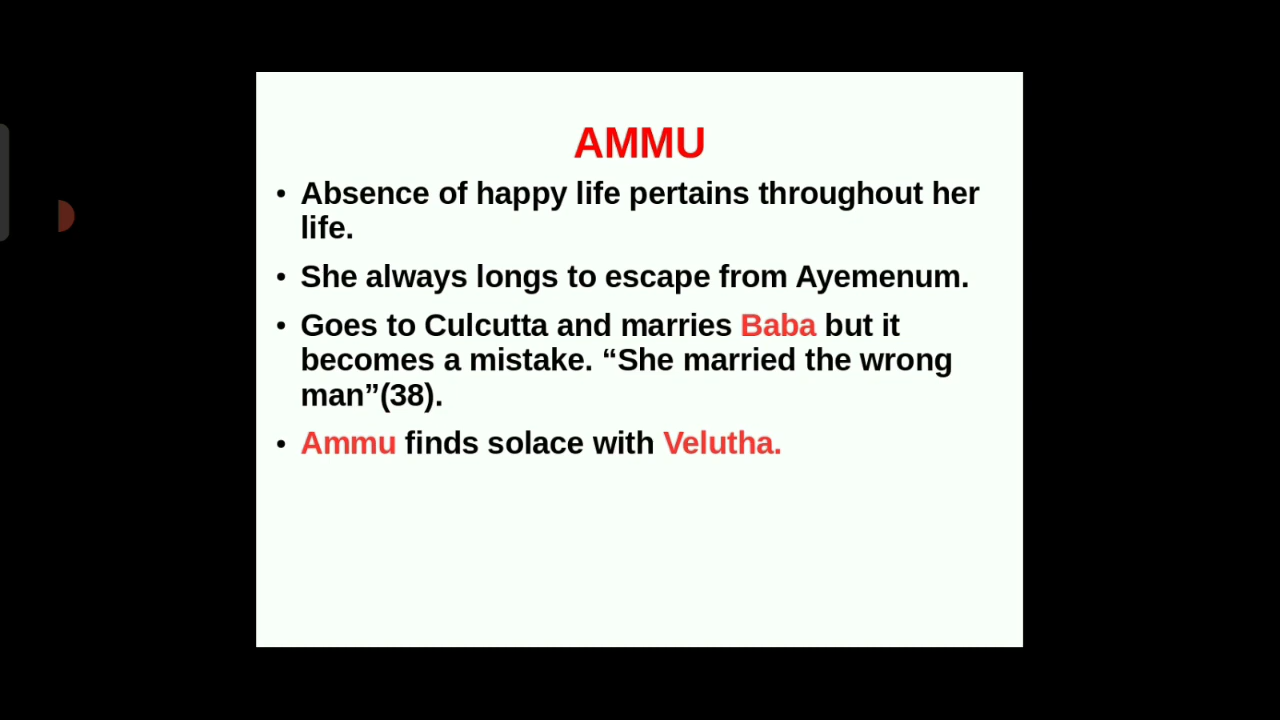 AMMU
• Absence of happy life pertains throughout her
life.
• She always longs to escape from Ayemenum.
• Goes to Culcutta and marries Baba but it
becomes a mistake. “She married the wrong
man”(38).
• Ammu finds solace with Velutha.